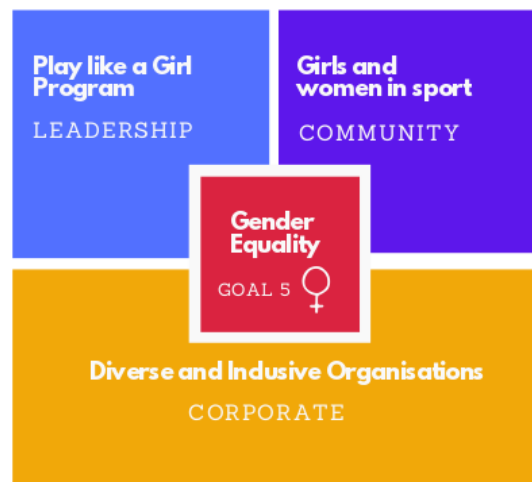 Play like a Girl
Program
LEADERSHIP
Girls and
women in sport
COMMUNITY
Gender
Equality
GOAL 5
Diverse and Inclusive Organisations
CORPORATE